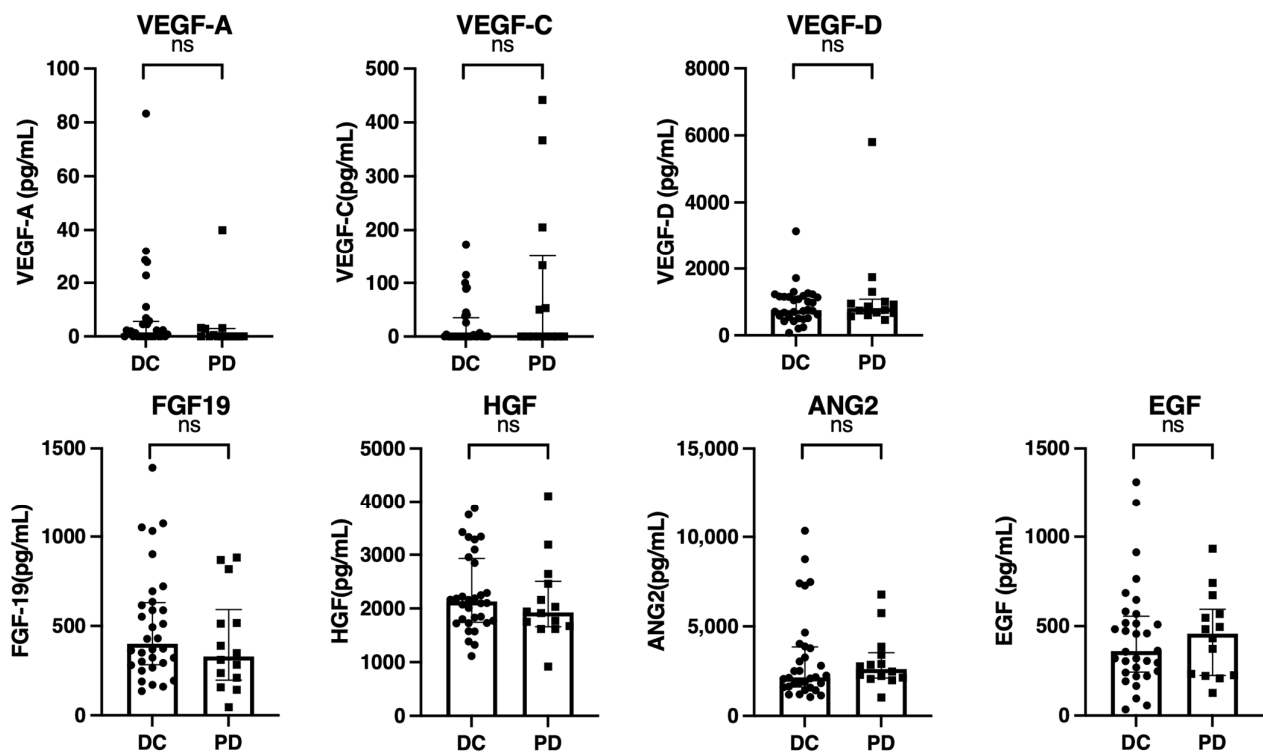 VEGF-A
ns
VEGF-A (pg/mL)
100
80
60
40
20
0
DC PD
VEGF-C
ns
VEGF-C(pg/mL)
500
400
300
200
100
0
DC PD
VEGF-D
ns
VEGF-D (pg/mL)
8000
6000
4000
2000
0
DC PD
FGF19
ns
FGF-19(pg/mL)
1500
1000
500
0
DC PD
HGF
ns
HGF(pg/mL)
5000
4000
3000
2000
1000
0
DC PD
ANG2
ns
ANG2(pg/mL)
15,000
15,000
5,000
0
DC PD
EGF
ns
EGF (pg/mL)
1500
1000
500
0
DC PD